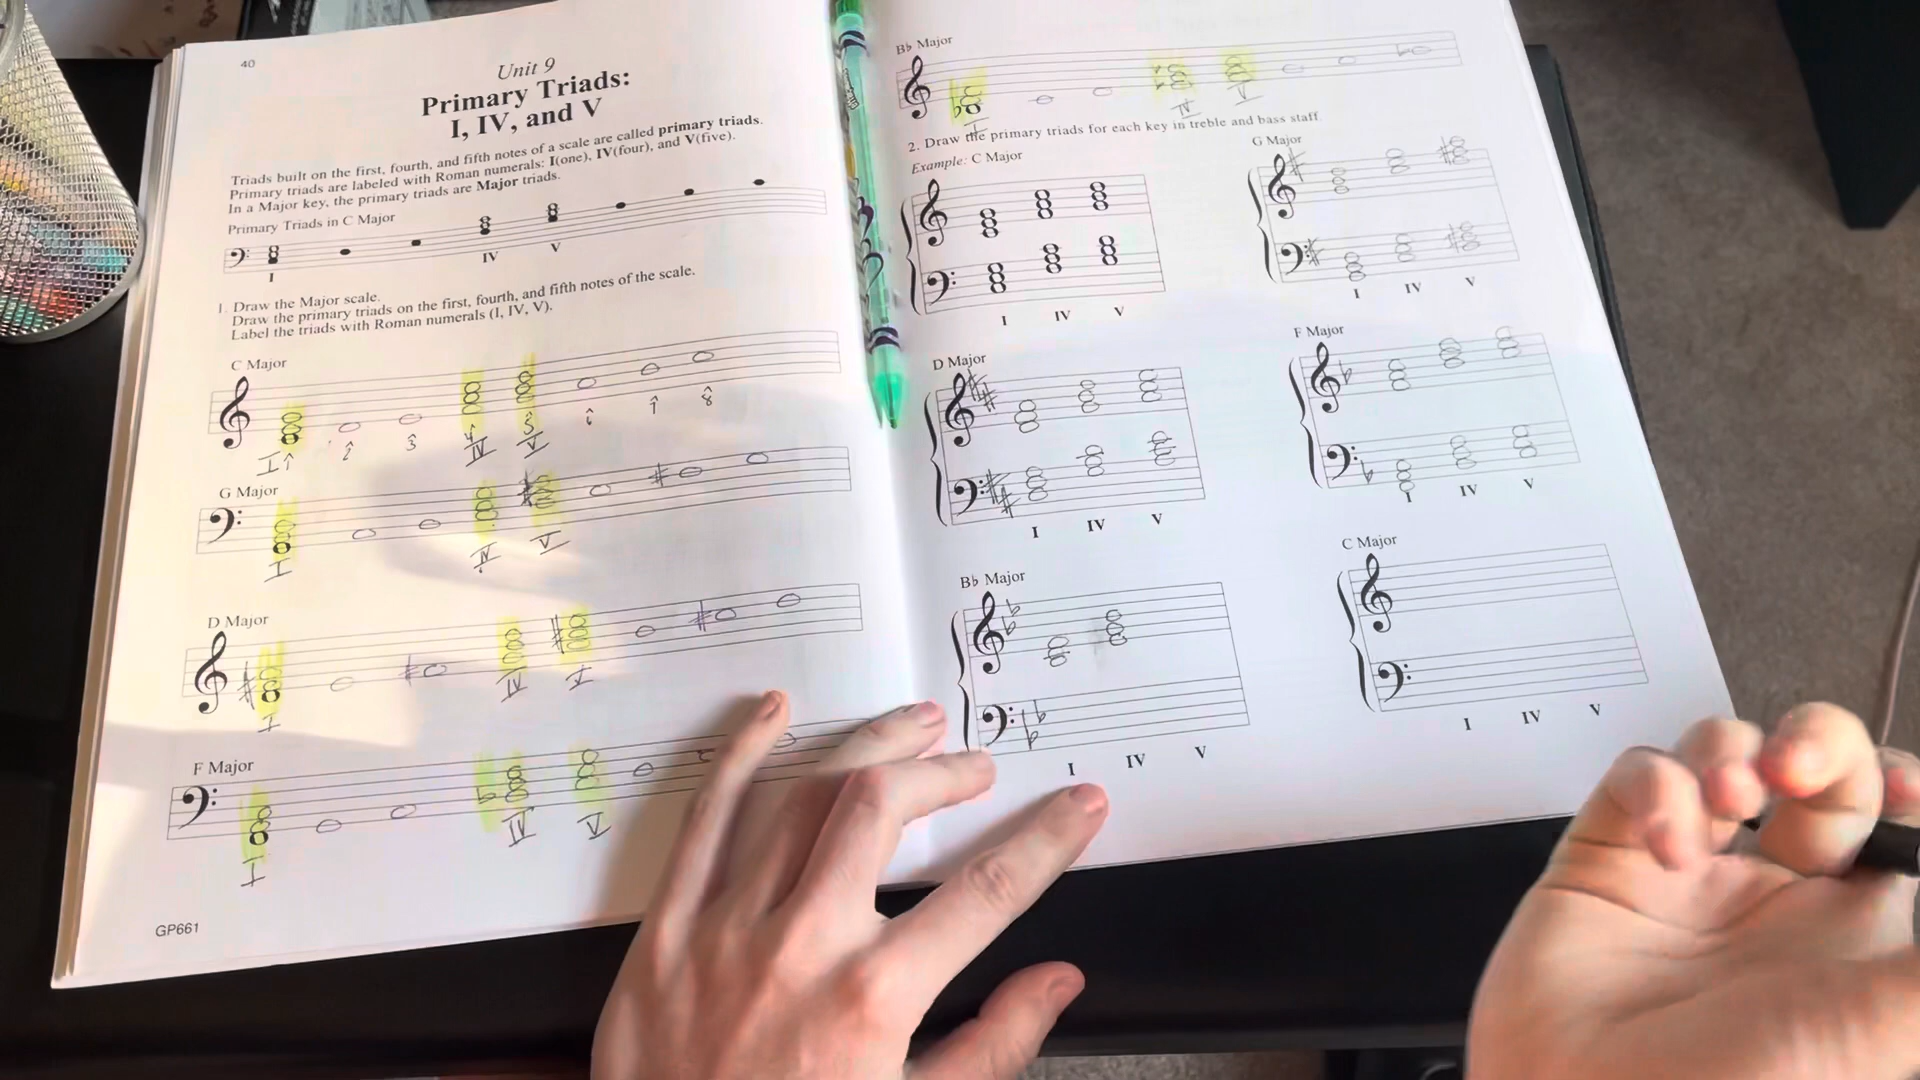 40
Unit 9
Primary Triads:
I, IV, and V
Triads built on the first, fourth, and fifth notes of a scale are called primary triads.
Primary triads are labeled with Roman numerals: I(one), IV(four), and V(five).
In a Major key, the primary triads are Major triads.
Primary Triads in C Major
I IV V
1. Draw the Major scale.
Draw the primary triads on the first, fourth, and fifth notes of the scale.
Label the triads with Roman numerals (I, IV, V).
C Major
I IV V
G Major
I IV V
D Major
I IV V
F Major
I IV V
GP661
B♭ Major
I IV V
2. Draw the primary triads for each key in treble and bass staff.
Example: C Major
I IV V
G Major
I IV V
D Major
I IV V
F Major
I IV V
B♭ Major
I IV V
C Major
I IV V